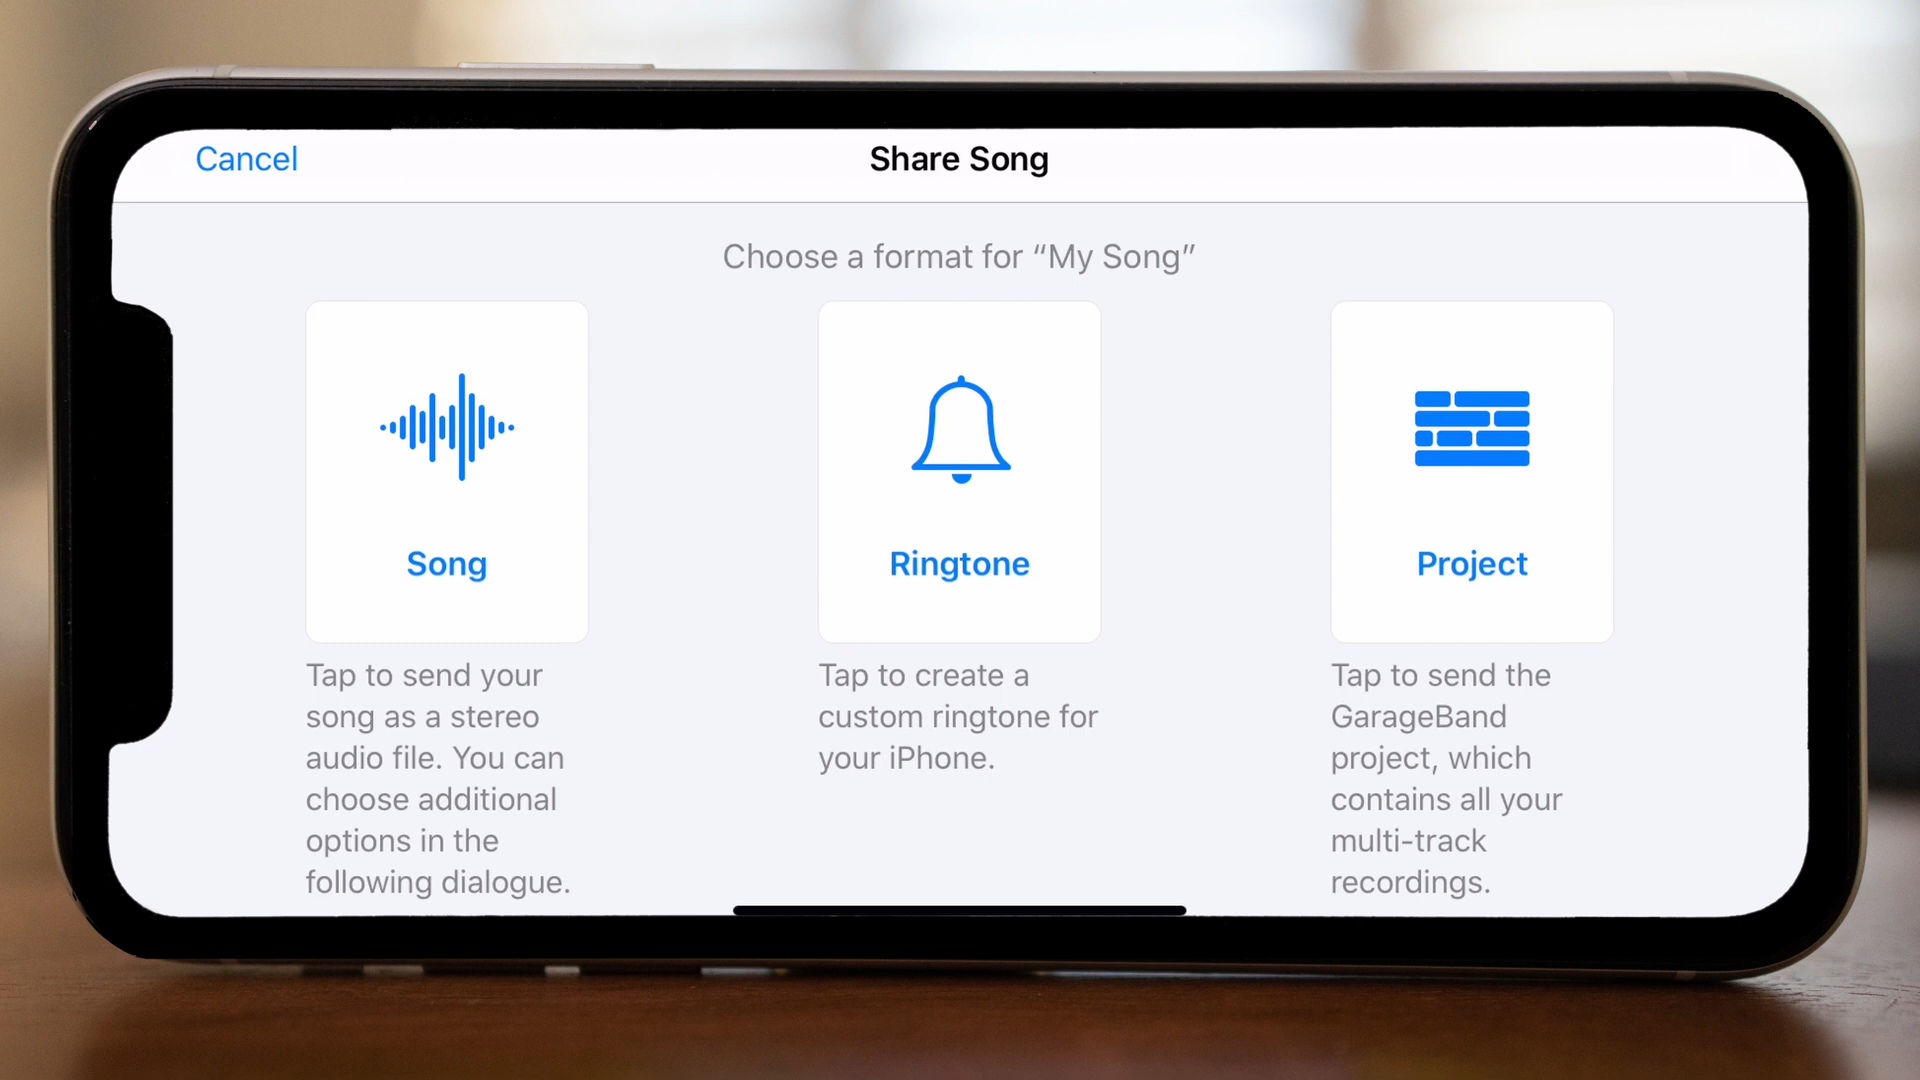 Cancel
Share Song
Choose a format for “My Song”
Song
Tap to send your
song as a stereo
audio file. You can
choose additional
options in the
following dialogue.
Ringtone
Tap to create a
custom ringtone for
your iPhone.
Project
Tap to send the
GarageBand
project, which
contains all your
multi-track
recordings.